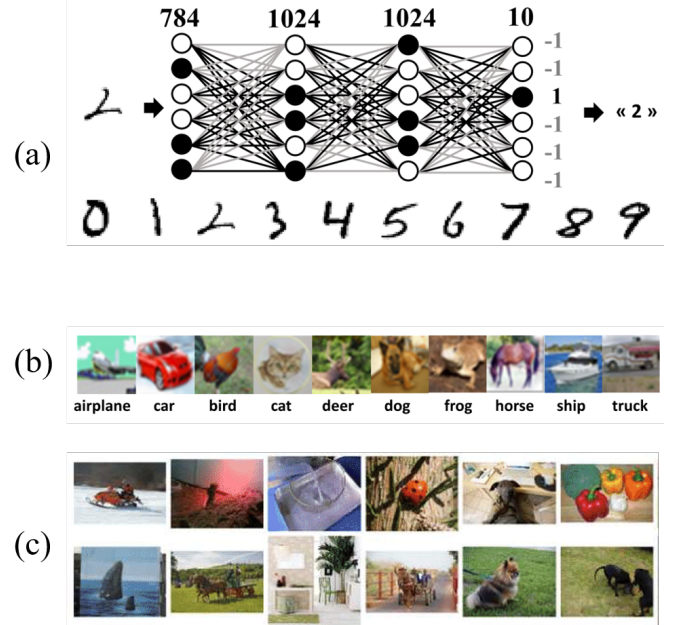 784 1024 1024 10
-1
-1
1
-1
-1
-1
« 2 »
2
(a)
0 1 2 3 4 5 6 7 8 9
(b)
airplane car bird cat deer dog frog horse ship truck
(c)